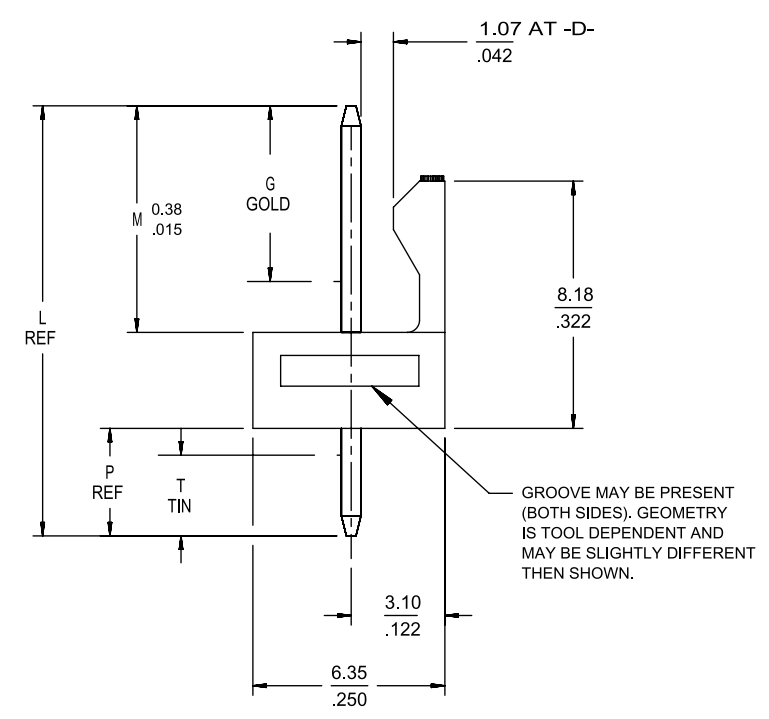 1.07 AT -D-
.042
G
GOLD
M 0.38
.015
L
REF
8.18
.322
P
REF
T
TIN
GROOVE MAY BE PRESENT
(BOTH SIDES). GEOMETRY
IS TOOL DEPENDENT AND
MAY BE SLIGHTLY DIFFERENT
THEN SHOWN.
3.10
.122
6.35
.250